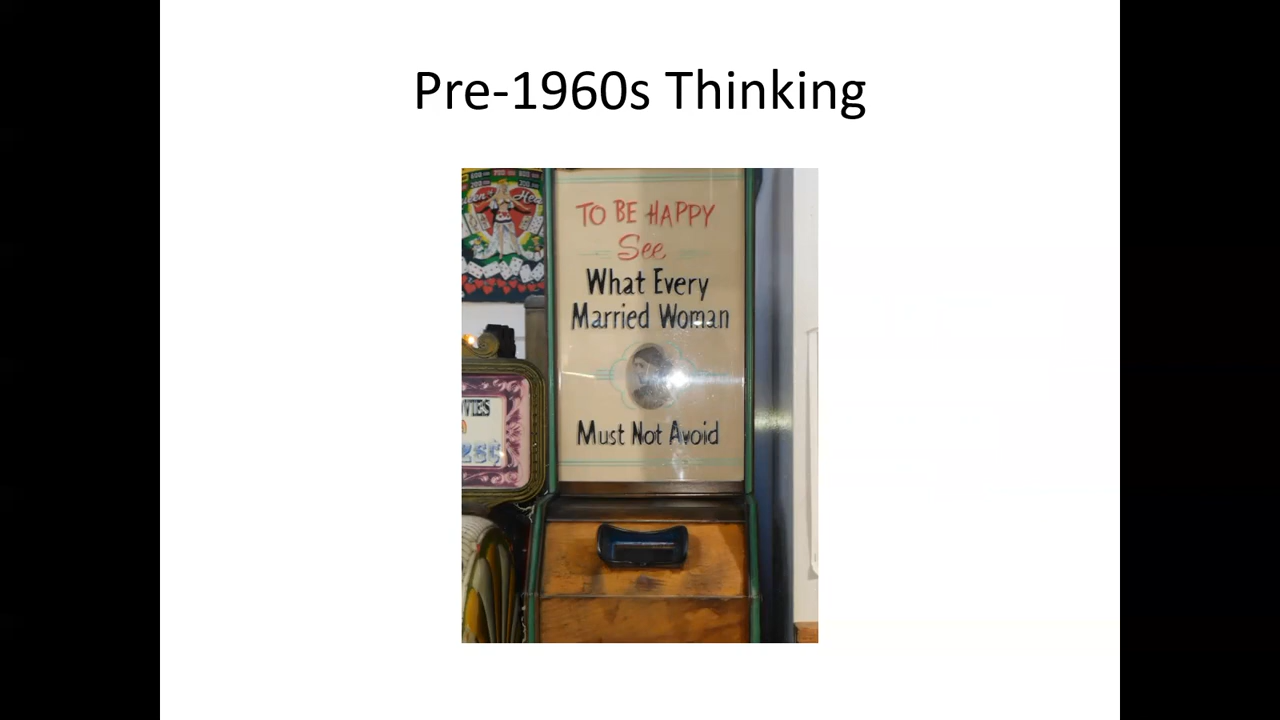 Pre-1960s Thinking
TO BE HAPPY
See
What Every
Married Woman
Must Not Avoid